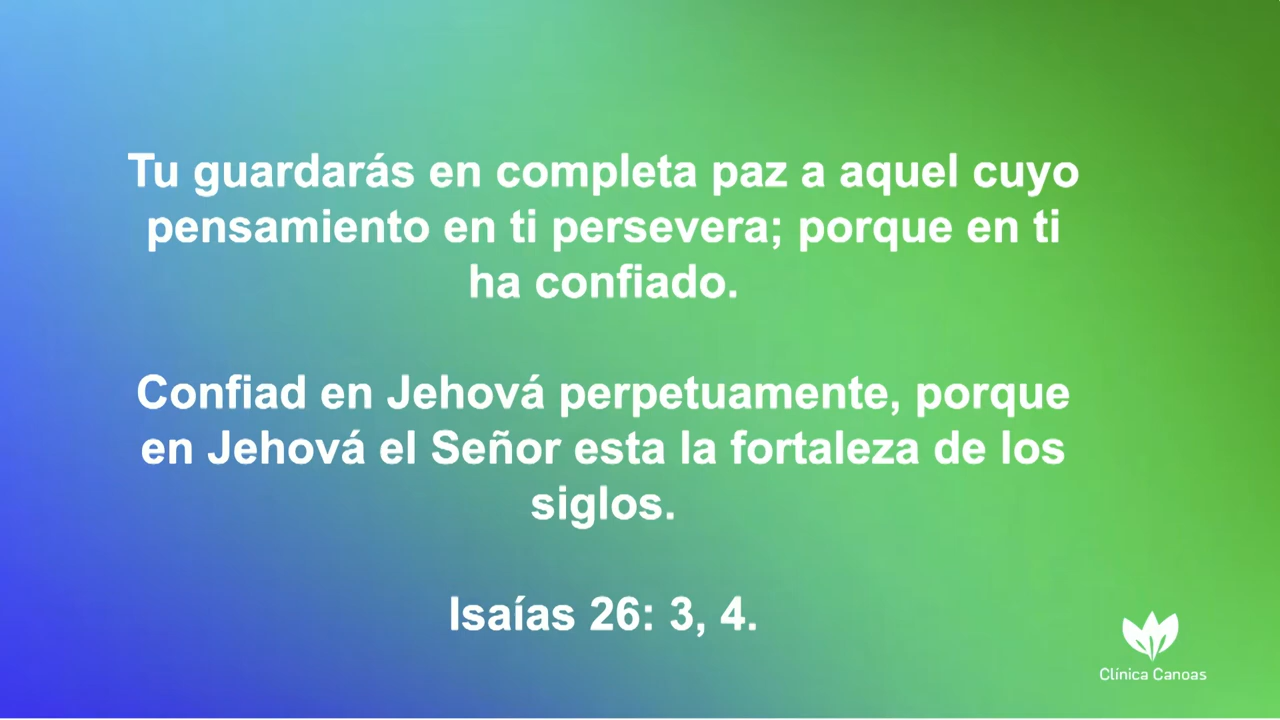 Tu guardarás en completa paz a aquel cuyo
pensamiento en ti persevera; porque en ti
ha confiado.
Confiad en Jehová perpetuamente, porque
en Jehová el Señor esta la fortaleza de los
siglos.
Isaías 26: 3, 4.
Clínica Canoas